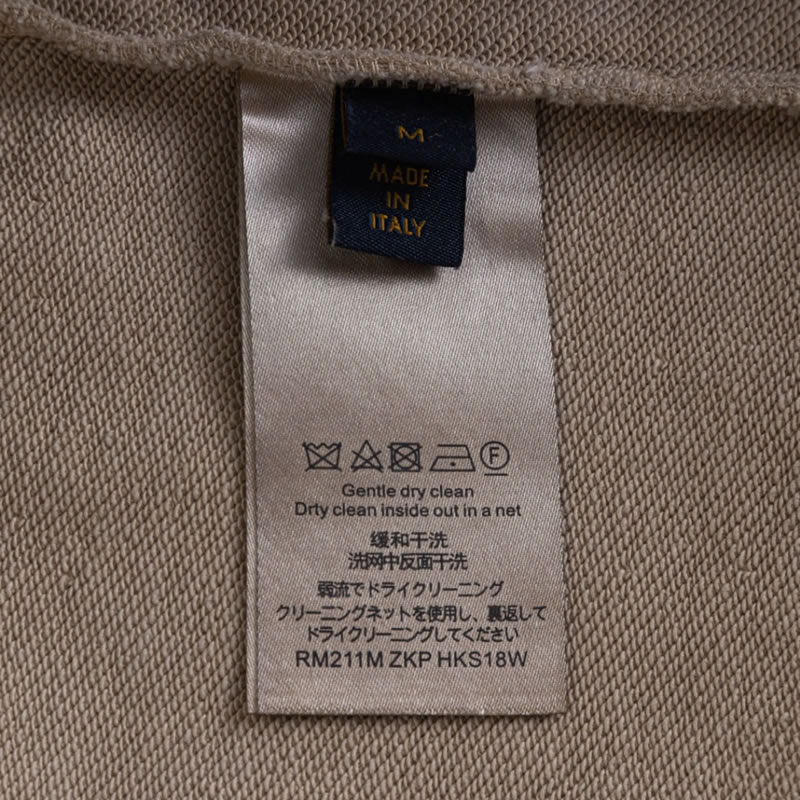 M
MADE
IN
ITALY
F
Gentle dry clean
Drty clean inside out in a net
缓和干洗
洗网中反面干洗
弱流でドライクリーニング
クリーニングネットを使用し、裏返して
ドライクリーニングしてください
RM211M ZKP HKS18W